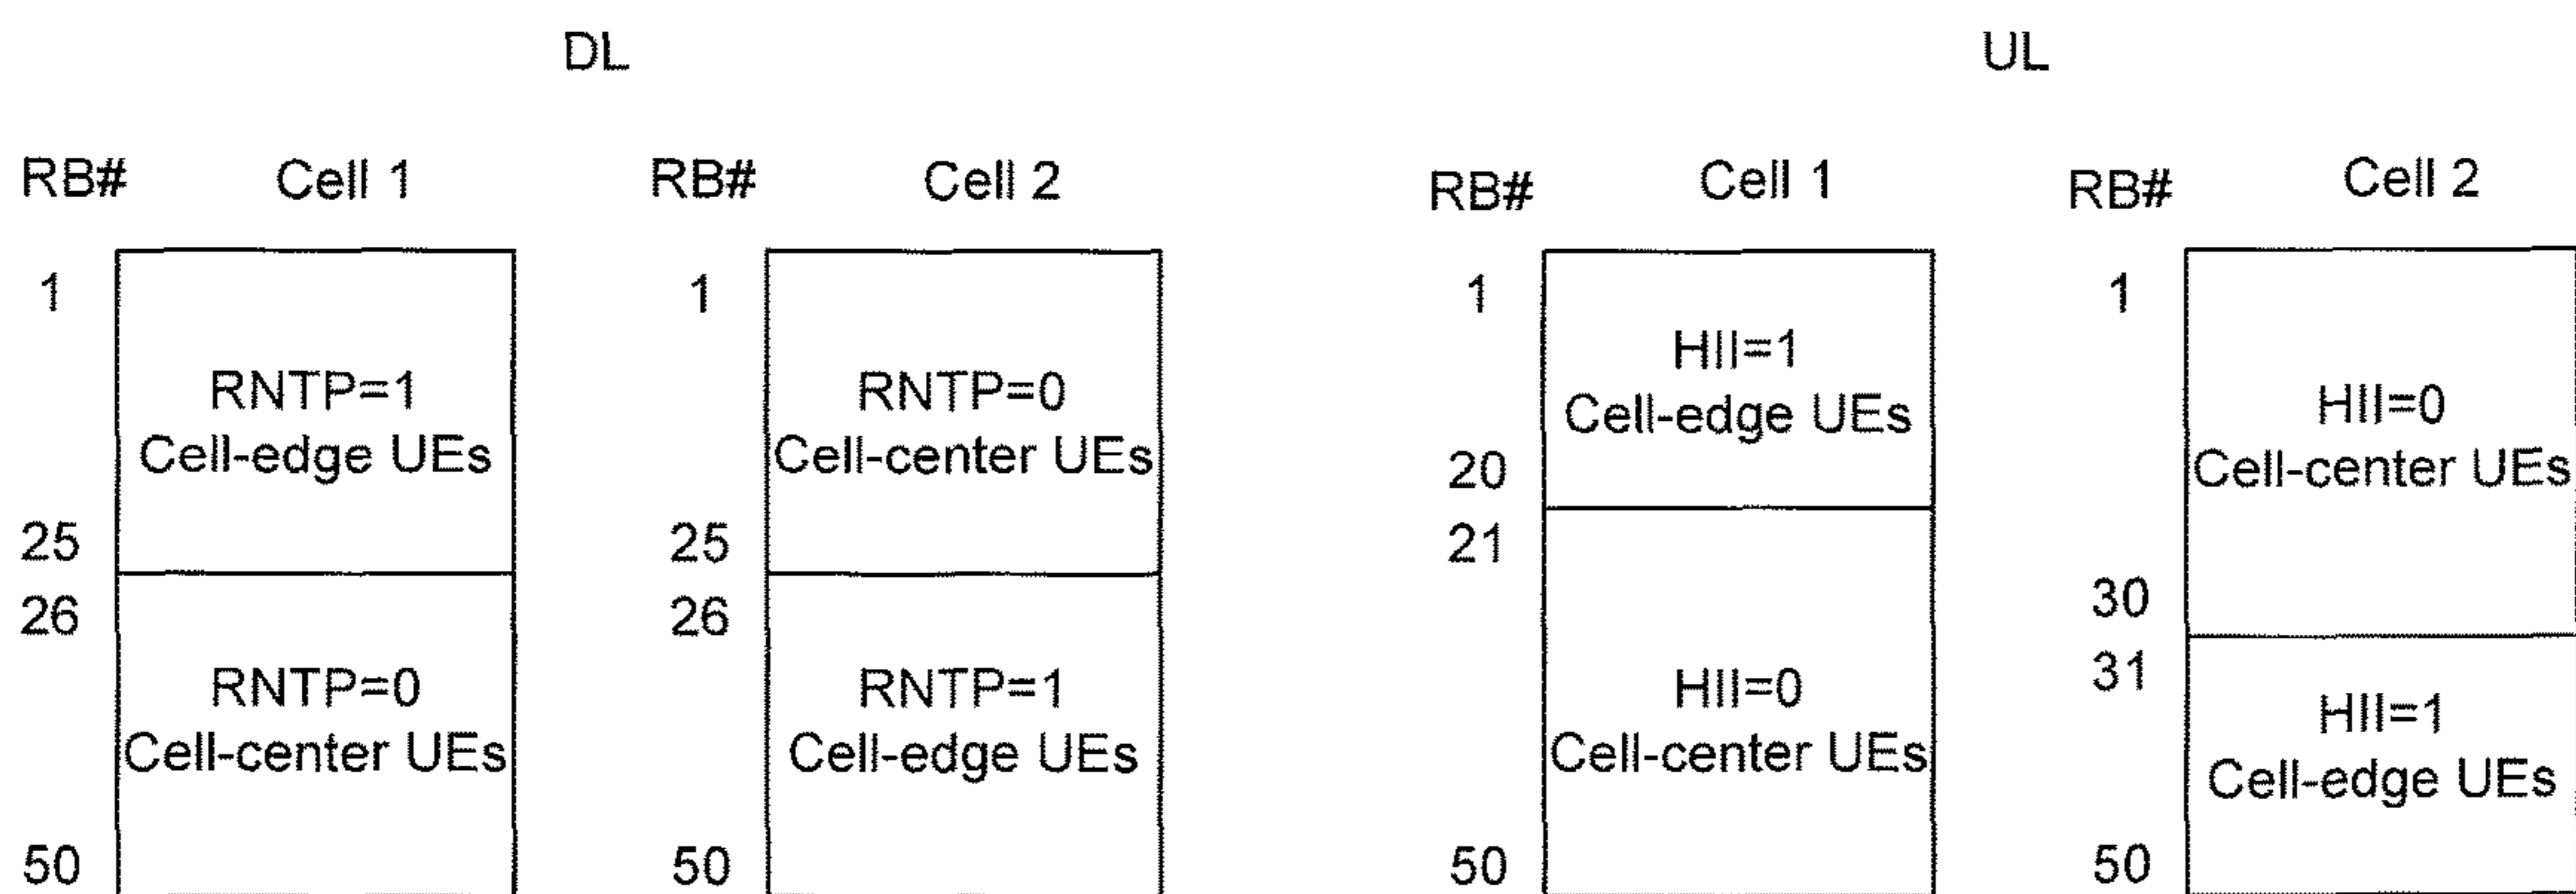 DL
UL
RB# Cell 1 RB# Cell 2
RB# Cell 1 RB# Cell 2
1
RNTP=1
Cell-edge UEs
25
26
RNTP=0
Cell-center UEs
50
1
RNTP=0
Cell-center UEs
25
26
RNTP=1
Cell-edge UEs
50
1
HII=1
Cell-edge UEs
20
21
HII=0
Cell-center UEs
50
1
HII=0
Cell-center UEs
30
31
HII=1
Cell-edge UEs
50